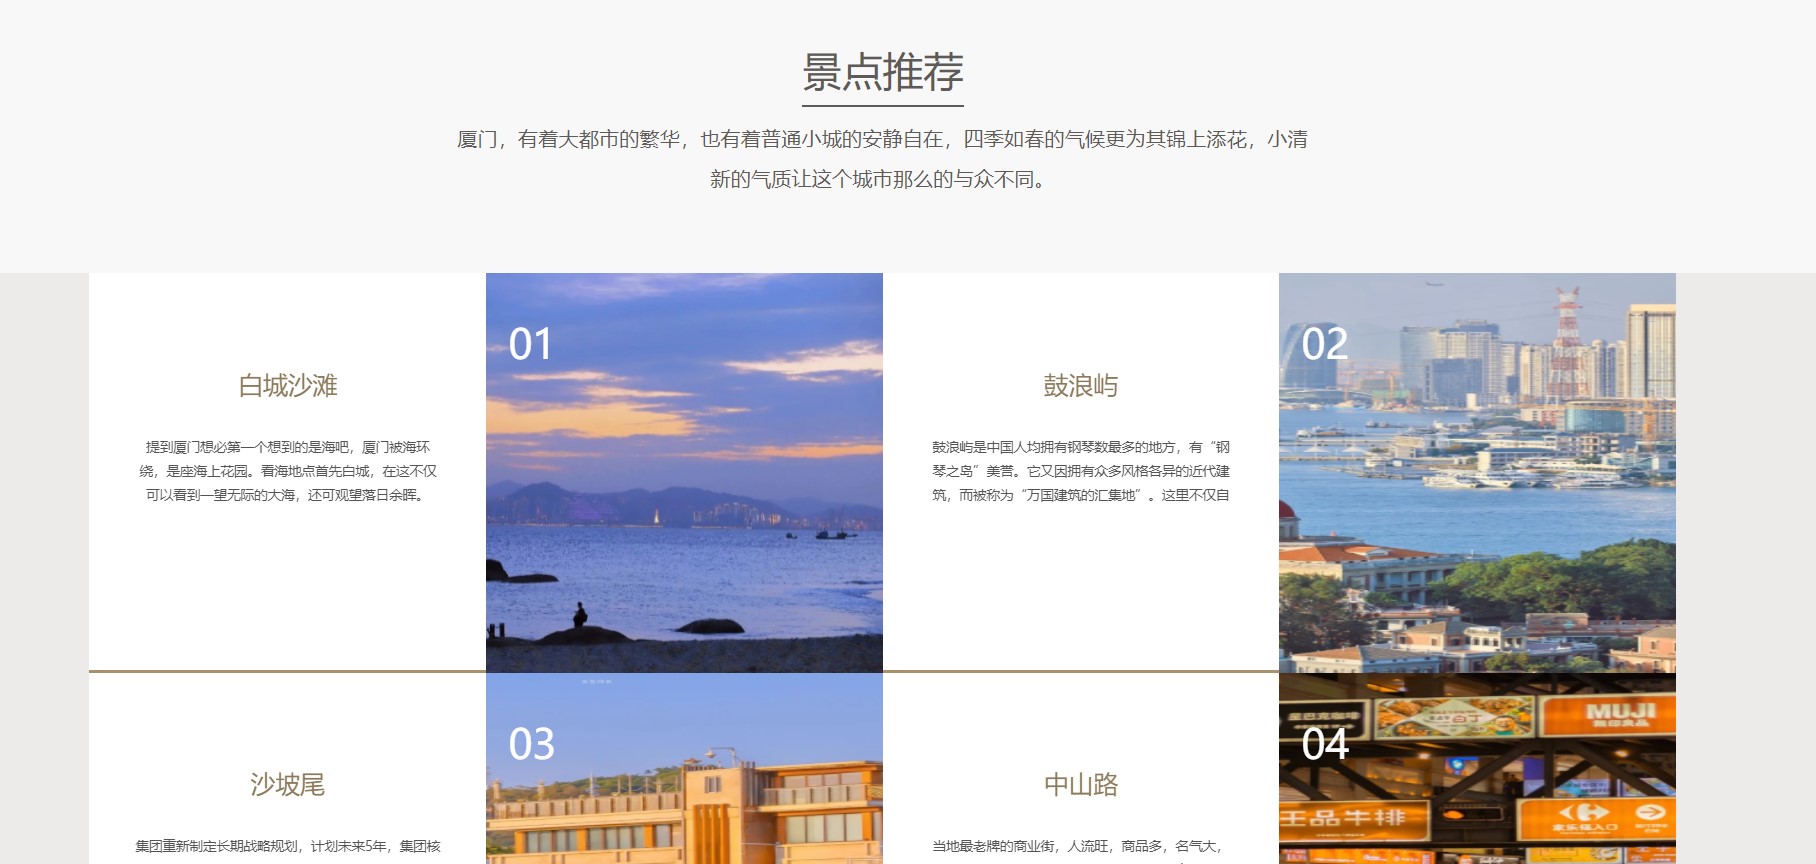 景点推荐
厦门，有着大都市的繁华，也有着普通小城的安静自在，四季如春的气候更为其锦上添花，小清
新的气质让这个城市那么的与众不同。
01
白城沙滩
提到厦门想必第一个想到的是海吧，厦门被海环
绕，是座海上花园。看海地点首先白城，在这不仅
可以看到一望无际的大海，还可观望落日余晖。
02
鼓浪屿
鼓浪屿是中国人均拥有钢琴数最多的地方，有“钢
琴之岛”美誉。它又因拥有众多风格各异的近代建
筑，而被称为“万国建筑的汇集地”。这里不仅自
03
沙坡尾
集团重新制定长期战略规划，计划未来5年，集团核
04
MUJI
无印良品
王品牛排
家乐福入口
中山路
当地最老牌的商业街，人流旺，商品多，名气大，